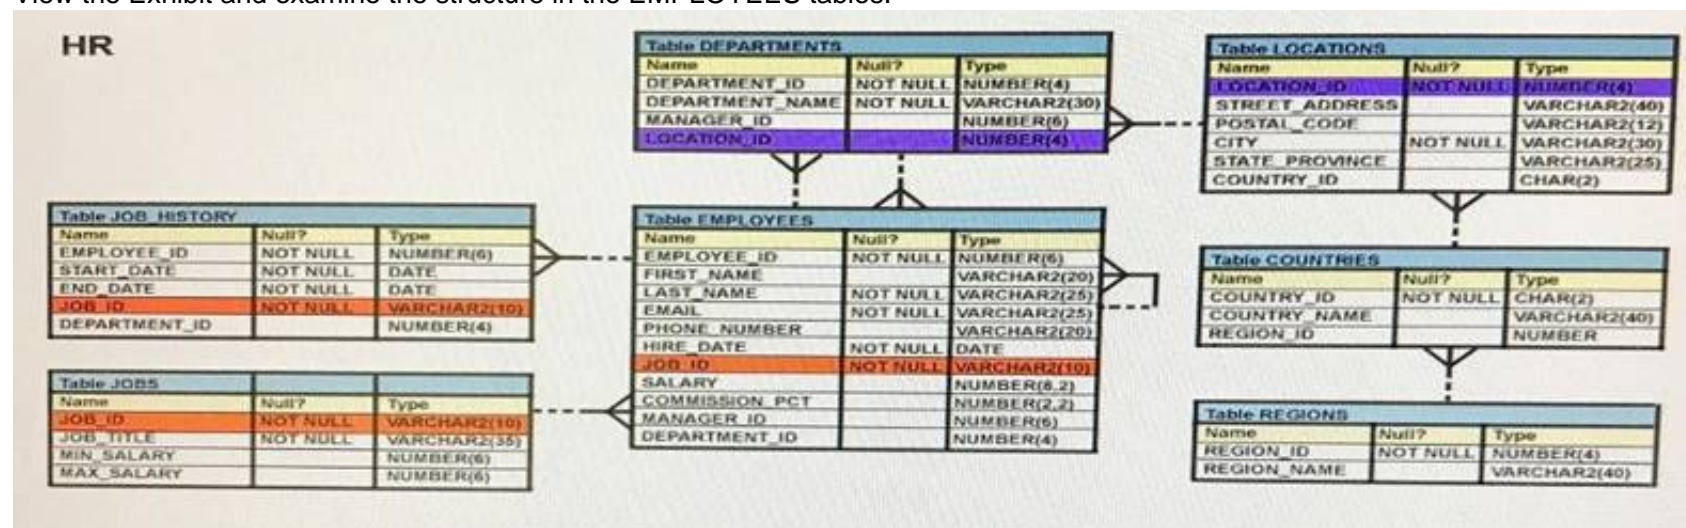 View the Exhibit and examine the structure in the EMPLOYEES tables.
HR
Table DEPARTMENTS
Name Null? Type
DEPARTMENT_ID NOT NULL NUMBER(4)
DEPARTMENT_NAME NOT NULL VARCHAR2(30)
MANAGER_ID NUMBER(6)
LOCATION_ID NUMBER(4)
Table LOCATIONS
Name Null? Type
LOCATION_ID NOT NULL NUMBER(4)
STREET_ADDRESS VARCHAR2(40)
POSTAL_CODE VARCHAR2(12)
CITY NOT NULL VARCHAR2(30)
STATE_PROVINCE VARCHAR2(25)
COUNTRY_ID CHAR(2)
Table JOB_HISTORY
Name Null? Type
EMPLOYEE_ID NOT NULL NUMBER(6)
START_DATE NOT NULL DATE
END_DATE NOT NULL DATE
JOB_ID NOT NULL VARCHAR2(10)
DEPARTMENT_ID NUMBER(4)
Table EMPLOYEES
Name Null? Type
EMPLOYEE_ID NOT NULL NUMBER(6)
FIRST_NAME VARCHAR2(20)
LAST_NAME NOT NULL VARCHAR2(25)
EMAIL NOT NULL VARCHAR2(25)
PHONE_NUMBER VARCHAR2(20)
HIRE_DATE NOT NULL DATE
JOB_ID NOT NULL VARCHAR2(10)
SALARY NUMBER(8,2)
COMMISSION_PCT NUMBER(2,2)
MANAGER_ID NUMBER(6)
DEPARTMENT_ID NUMBER(4)
Table COUNTRIES
Name Null? Type
COUNTRY_ID NOT NULL CHAR(2)
COUNTRY_NAME VARCHAR2(40)
REGION_ID NUMBER
Table JOBS
Name Null? Type
JOB_ID NOT NULL VARCHAR2(10)
JOB_TITLE NOT NULL VARCHAR2(35)
MIN_SALARY NUMBER(6)
MAX_SALARY NUMBER(6)
Table REGIONS
Name Null? Type
REGION_ID NOT NULL NUMBER(4)
REGION_NAME VARCHAR2(40)